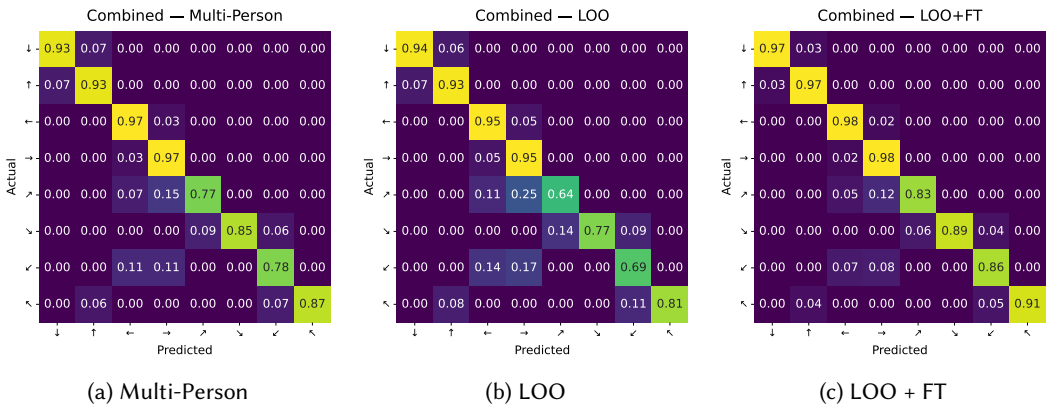 Combined — Multi-Person
Actual
↓ 0.93 0.07 0.00 0.00 0.00 0.00 0.00 0.00
↑ 0.07 0.93 0.00 0.00 0.00 0.00 0.00 0.00
← 0.00 0.00 0.97 0.03 0.00 0.00 0.00 0.00
→ 0.00 0.00 0.03 0.97 0.00 0.00 0.00 0.00
↗ 0.00 0.00 0.07 0.15 0.77 0.00 0.00 0.00
↘ 0.00 0.00 0.00 0.00 0.09 0.85 0.06 0.00
↙ 0.00 0.00 0.11 0.11 0.00 0.00 0.78 0.00
↖ 0.00 0.06 0.00 0.00 0.00 0.00 0.07 0.87
↓ ↑ ← → ↗ ↘ ↙ ↖
Predicted
(a) Multi-Person
Combined — LOO
Actual
↓ 0.94 0.06 0.00 0.00 0.00 0.00 0.00 0.00
↑ 0.07 0.93 0.00 0.00 0.00 0.00 0.00 0.00
← 0.00 0.00 0.95 0.05 0.00 0.00 0.00 0.00
→ 0.00 0.00 0.05 0.95 0.00 0.00 0.00 0.00
↗ 0.00 0.00 0.11 0.25 0.64 0.00 0.00 0.00
↘ 0.00 0.00 0.00 0.00 0.14 0.77 0.09 0.00
↙ 0.00 0.00 0.14 0.17 0.00 0.00 0.69 0.00
↖ 0.00 0.08 0.00 0.00 0.00 0.00 0.11 0.81
↓ ↑ ← → ↗ ↘ ↙ ↖
Predicted
(b) LOO
Combined — LOO+FT
Actual
↓ 0.97 0.03 0.00 0.00 0.00 0.00 0.00 0.00
↑ 0.03 0.97 0.00 0.00 0.00 0.00 0.00 0.00
← 0.00 0.00 0.98 0.02 0.00 0.00 0.00 0.00
→ 0.00 0.00 0.02 0.98 0.00 0.00 0.00 0.00
↗ 0.00 0.00 0.05 0.12 0.83 0.00 0.00 0.00
↘ 0.00 0.00 0.00 0.00 0.06 0.89 0.04 0.00
↙ 0.00 0.00 0.07 0.08 0.00 0.00 0.86 0.00
↖ 0.00 0.04 0.00 0.00 0.00 0.00 0.05 0.91
↓ ↑ ← → ↗ ↘ ↙ ↖
Predicted
(c) LOO + FT